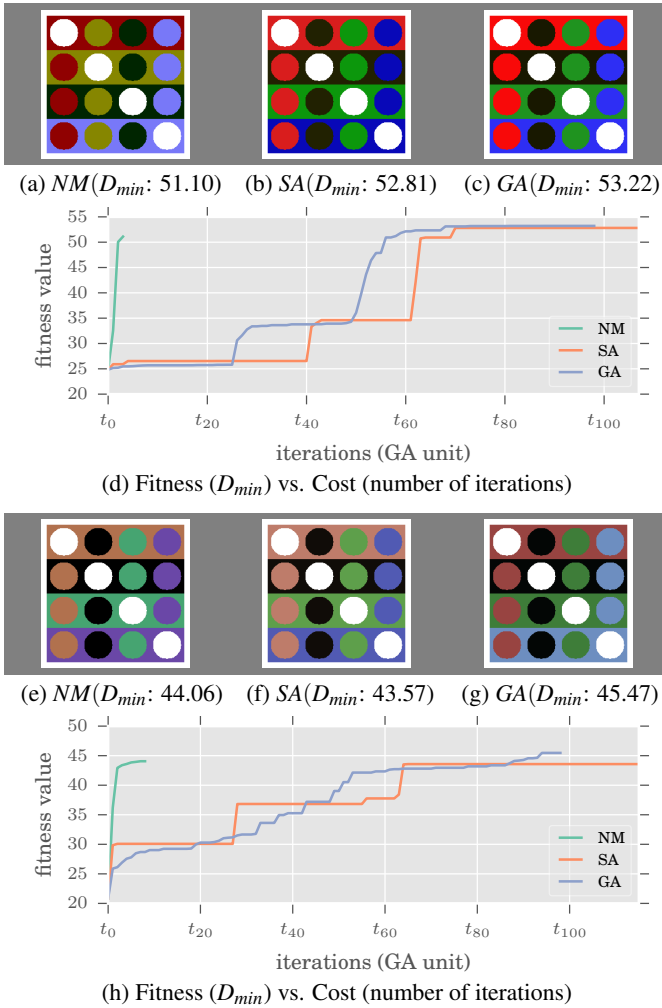 (a) NM(Dmin: 51.10) (b) SA(Dmin: 52.81) (c) GA(Dmin: 53.22)
55
50
45
40
35
30
25
20
fitness value
NM
SA
GA
t0 t20 t40 t60 t80 t100
iterations (GA unit)
(d) Fitness (Dmin) vs. Cost (number of iterations)
(e) NM(Dmin: 44.06) (f) SA(Dmin: 43.57) (g) GA(Dmin: 45.47)
50
45
40
35
30
25
20
fitness value
NM
SA
GA
t0 t20 t40 t60 t80 t100
iterations (GA unit)
(h) Fitness (Dmin) vs. Cost (number of iterations)